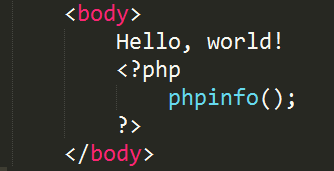 <body>
Hello, world!
<?php
phpinfo();
?>
</body>